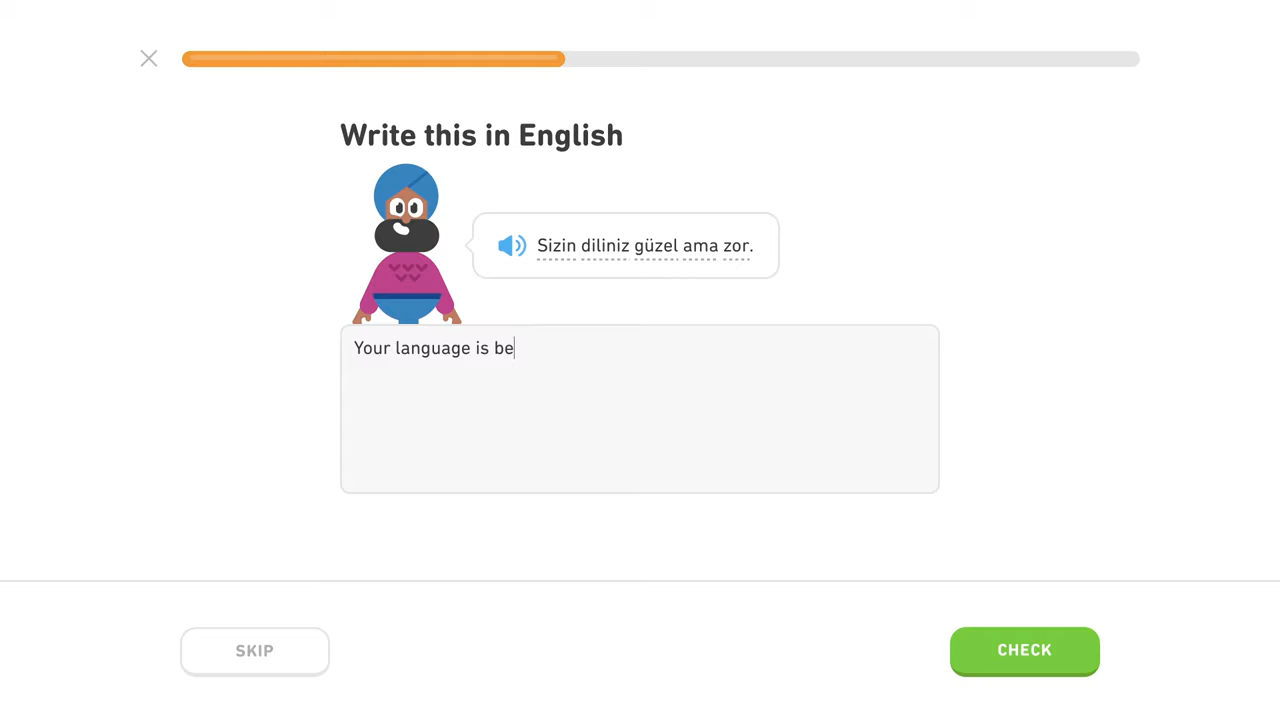 Write this in English
Sizin diliniz güzel ama zor.
Your language is be
SKIP
CHECK